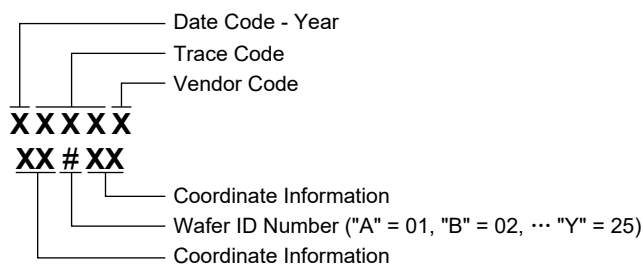 Date Code - Year
Trace Code
Vendor Code
XXXXX
XX # XX
Coordinate Information
Wafer ID Number ("A" = 01, "B" = 02, ··· "Y" = 25)
Coordinate Information